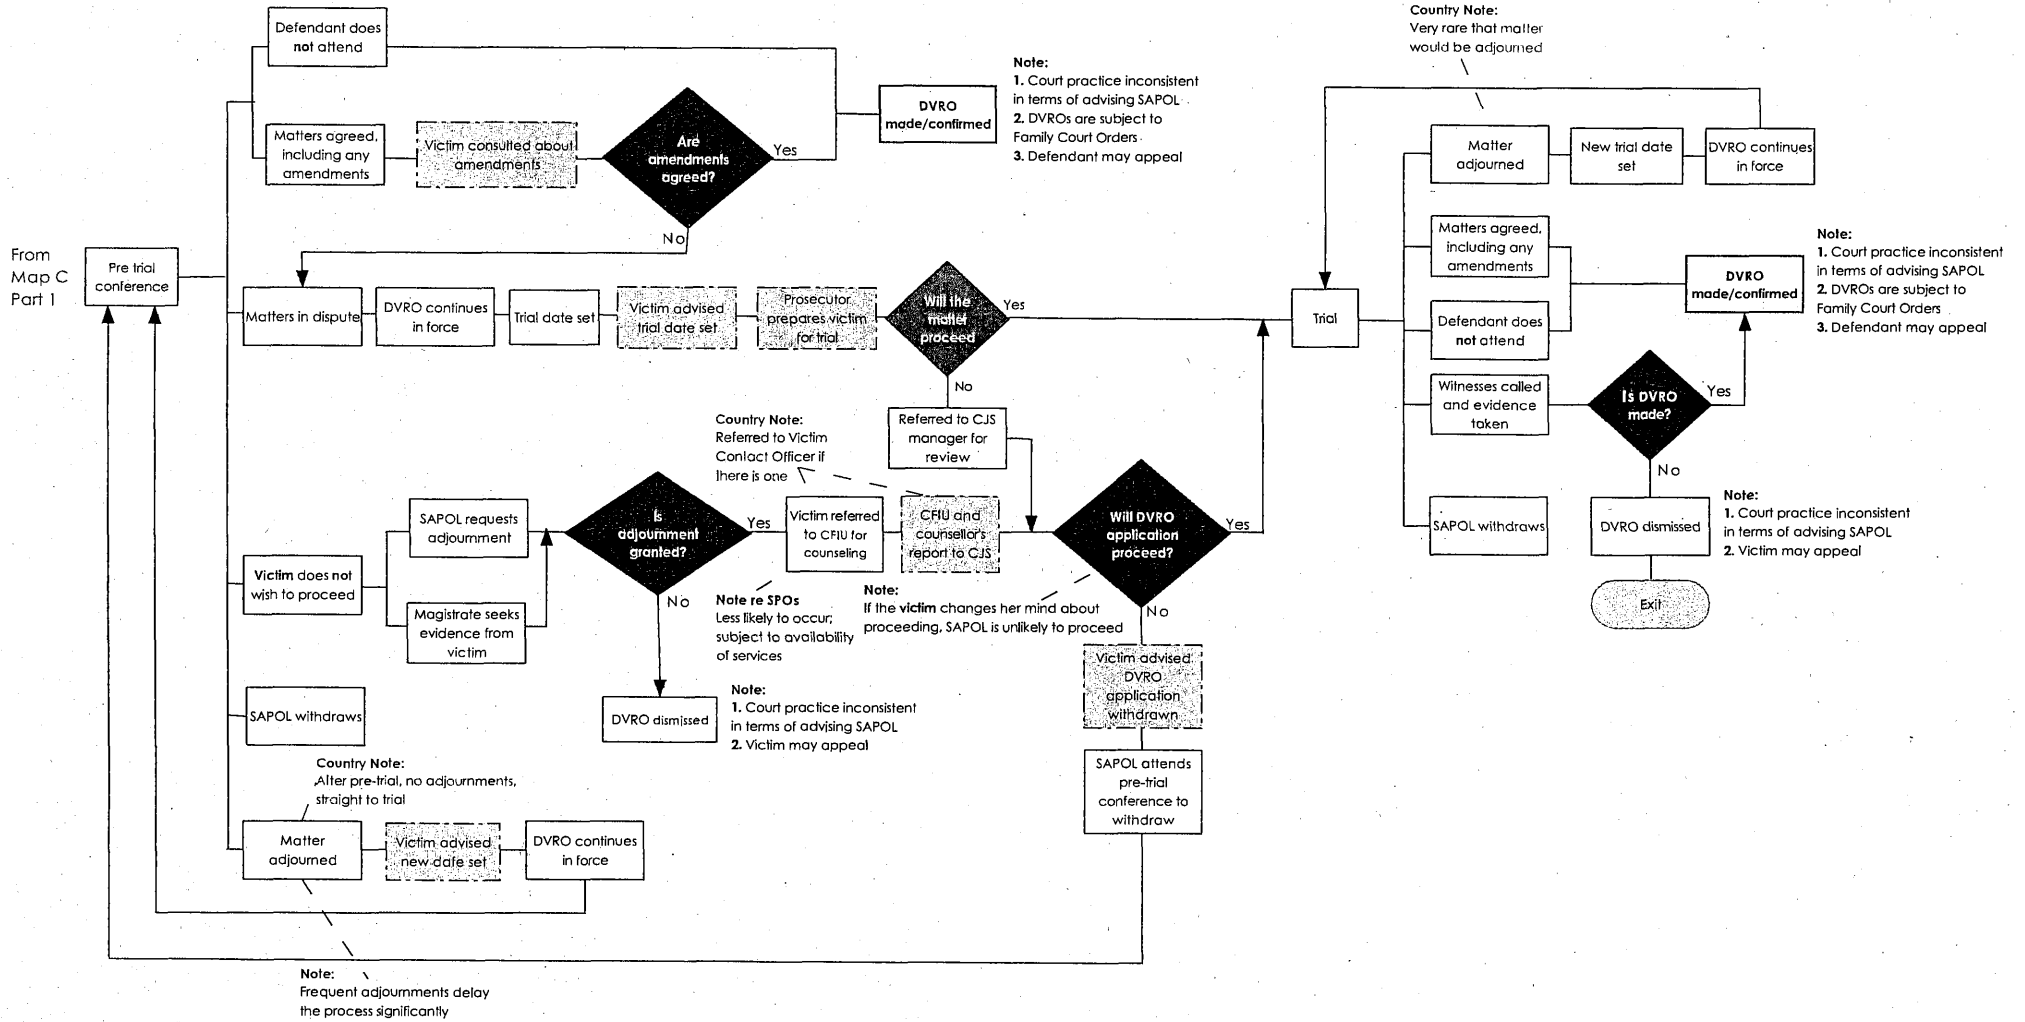 From
Map C
Part 1
Pre trial
conference
Defendant does
not attend
Matters agreed,
including any
amendments
Victim consulted about
amendments
Are
amendments
agreed?
Yes
No
DVRO
made/confirmed
Note:
1. Court practice inconsistent
in terms of advising SAPOL
2. DVROs are subject to
Family Court Orders
3. Defendant may appeal
Matters in dispute
DVRO continues
in force
Trial date set
Victim advised
trial date set
Prosecutor
prepares victim
for trial
Will the
matter
proceed
Yes
No
Referred to CJS
manager for
review
Country Note:
Referred to Victim
Contact Officer if
there is one
Victim does not
wish to proceed
SAPOL requests
adjournment
Magistrate seeks
evidence from
victim
Is
adjournment
granted?
Yes
No
Victim referred
to CFIU for
counseling
CFIU and
counsellor's
report to CJS
Will DVRO
application
proceed?
Yes
No
Note re SPOs
Less likely to occur;
subject to availability
of services
Note:
If the victim changes her mind about
proceeding, SAPOL is unlikely to proceed
DVRO dismissed
Note:
1. Court practice inconsistent
in terms of advising SAPOL
2. Victim may appeal
Victim advised
DVRO
application
withdrawn
SAPOL attends
pre-trial
conference to
withdraw
SAPOL withdraws
Country Note:
After pre-trial, no adjournments,
straight to trial
Matter
adjourned
Victim advised
new date set
DVRO continues
in force
Note:
Frequent adjournments delay
the process significantly
Trial
Country Note:
Very rare that matter
would be adjourned
Matter
adjourned
New trial date
set
DVRO continues
in force
Matters agreed,
including any
amendments
Defendant does
not attend
DVRO
made/confirmed
Note:
1. Court practice inconsistent
in terms of advising SAPOL
2. DVROs are subject to
Family Court Orders
3. Defendant may appeal
Witnesses called
and evidence
taken
Is DVRO
made?
Yes
No
SAPOL withdraws
DVRO dismissed
Note:
1. Court practice inconsistent
in terms of advising SAPOL
2. Victim may appeal
Exit